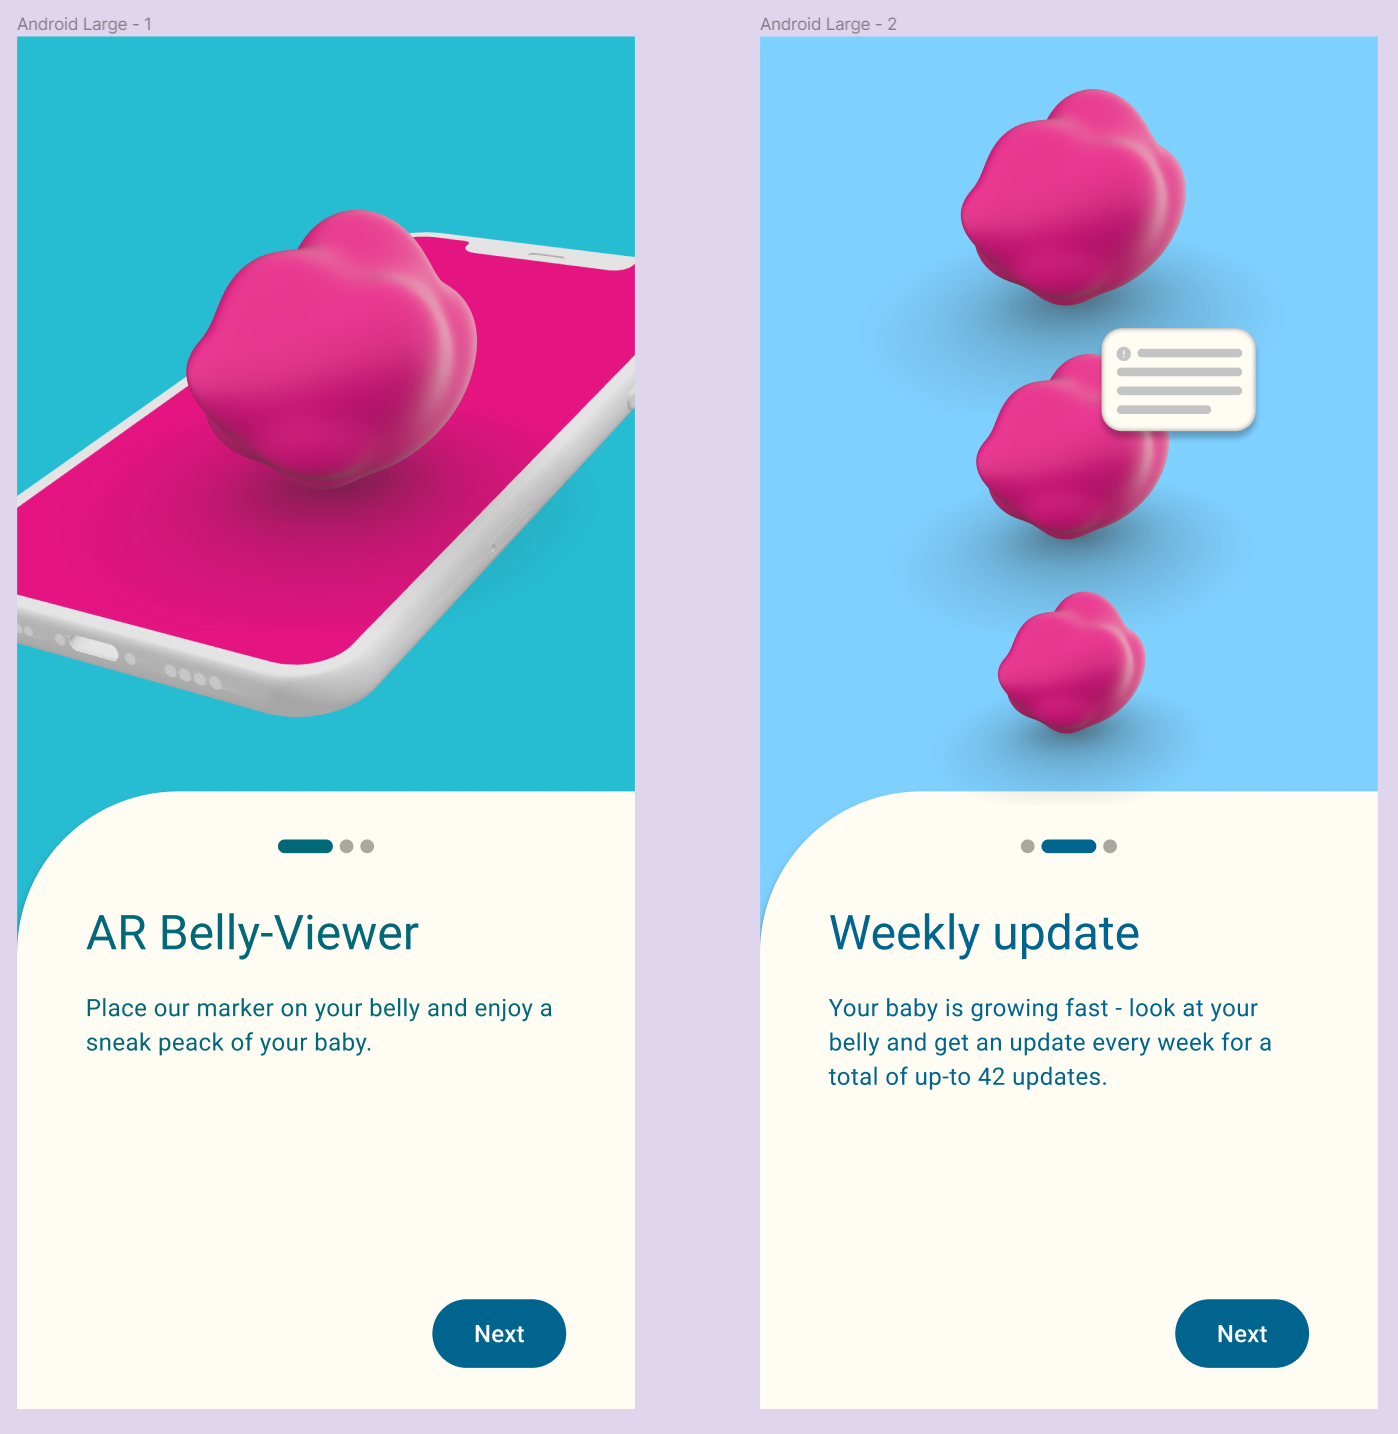 Android Large - 1
AR Belly-Viewer
Place our marker on your belly and enjoy a
sneak peack of your baby.
Next
Android Large - 2
Weekly update
Your baby is growing fast - look at your
belly and get an update every week for a
total of up-to 42 updates.
Next